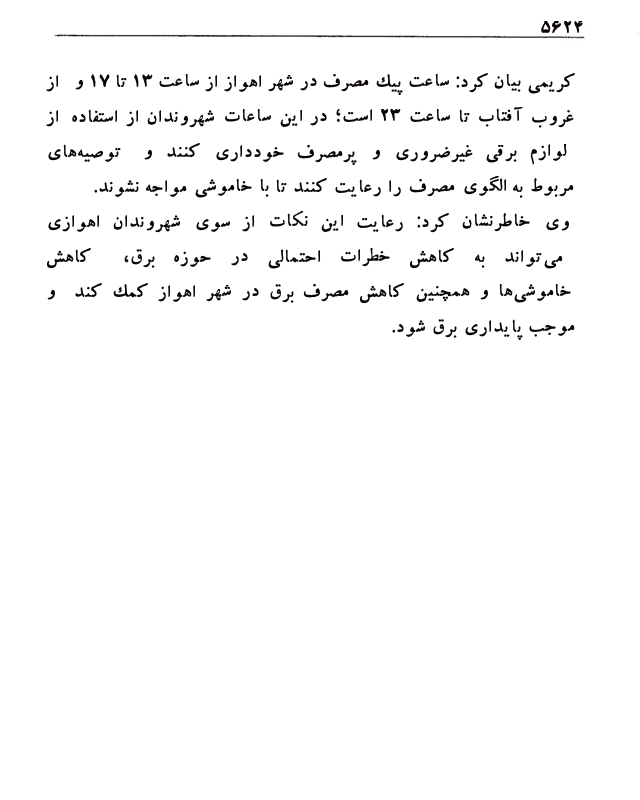 ۵۶۲۴
کریمی بیان کرد: ساعت پیك مصرف در شهر اهواز از ساعت ۱۳ تا ۱۷ و از
غروب آفتاب تا ساعت ۲۳ است؛ در این ساعات شهروندان از استفاده از
لوازم برقی غیرضروری و پرمصرف خودداری کنند و توصیه‌های
مربوط به الگوی مصرف را رعایت کنند تا با خاموشی مواجه نشوند.
وی خاطرنشان کرد: رعایت این نکات از سوی شهروندان اهوازی
می‌تواند به کاهش خطرات احتمالی در حوزه برق، کاهش
خاموشی‌ها و همچنین کاهش مصرف برق در شهر اهواز کمك کند و
موجب پایداری برق شود.